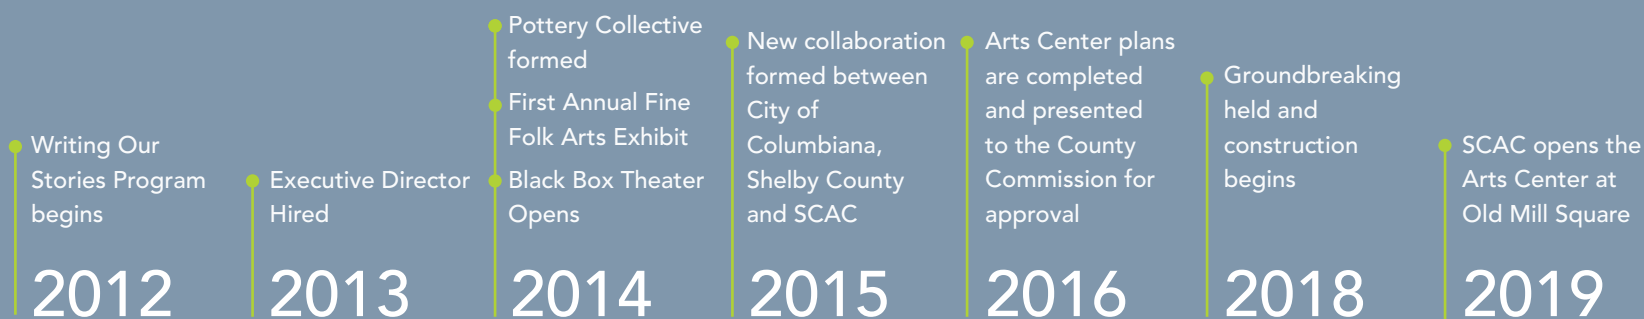 Writing Our
Stories Program
begins
2012
Executive Director
Hired
2013
Pottery Collective
formed
First Annual Fine
Folk Arts Exhibit
Black Box Theater
Opens
2014
New collaboration
formed between
City of
Columbiana,
Shelby County
and SCAC
2015
Arts Center plans
are completed
and presented
to the County
Commission for
approval
2016
Groundbreaking
held and
construction
begins
2018
SCAC opens the
Arts Center at
Old Mill Square
2019